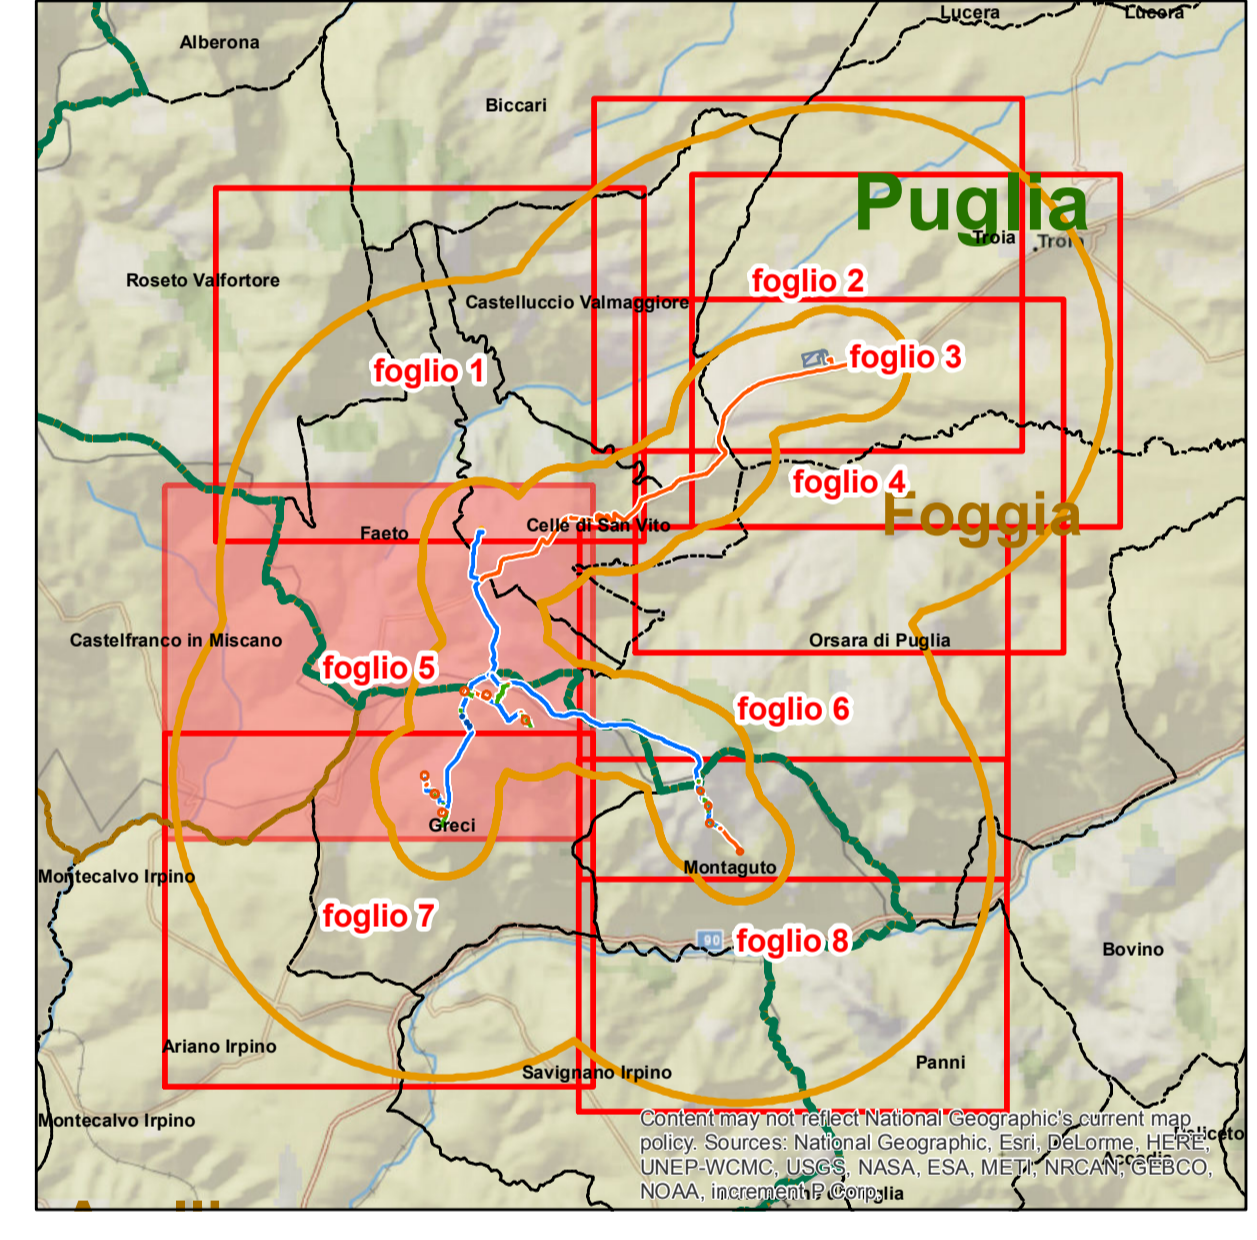 Lucera
Lucera
Alberona
Biccari
Puglia
Troia
Troia
Roseto Valfortore
foglio 2
Castelluccio Valmaggiore
foglio 3
foglio 1
foglio 4
Foggia
Faeto
Celle di San Vito
Castelfranco in Miscano
Orsara di Puglia
foglio 5
foglio 6
Greci
Montaguto
Montecalvo Irpino
foglio 7
90
foglio 8
Bovino
Ariano Irpino
Savignano Irpino
Panni
Montecalvo Irpino
Content may not reflect National Geographic's current map
policy. Sources: National Geographic, Esri, DeLorme, HERE,
UNEP-WCMC, USGS, NASA, ESA, METI, NRCAN, GEBCO,
NOAA, increment P Corp.